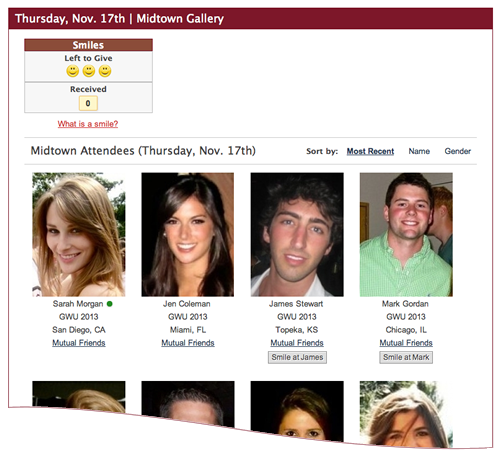 Thursday, Nov. 17th | Midtown Gallery
Smiles
Left to Give
Received
0
What is a smile?
Midtown Attendees (Thursday, Nov. 17th)
Sort by: Most Recent Name Gender
Sarah Morgan
GWU 2013
San Diego, CA
Mutual Friends
Jen Coleman
GWU 2013
Miami, FL
Mutual Friends
James Stewart
GWU 2013
Topeka, KS
Mutual Friends
Smile at James
Mark Gordan
GWU 2013
Chicago, IL
Mutual Friends
Smile at Mark